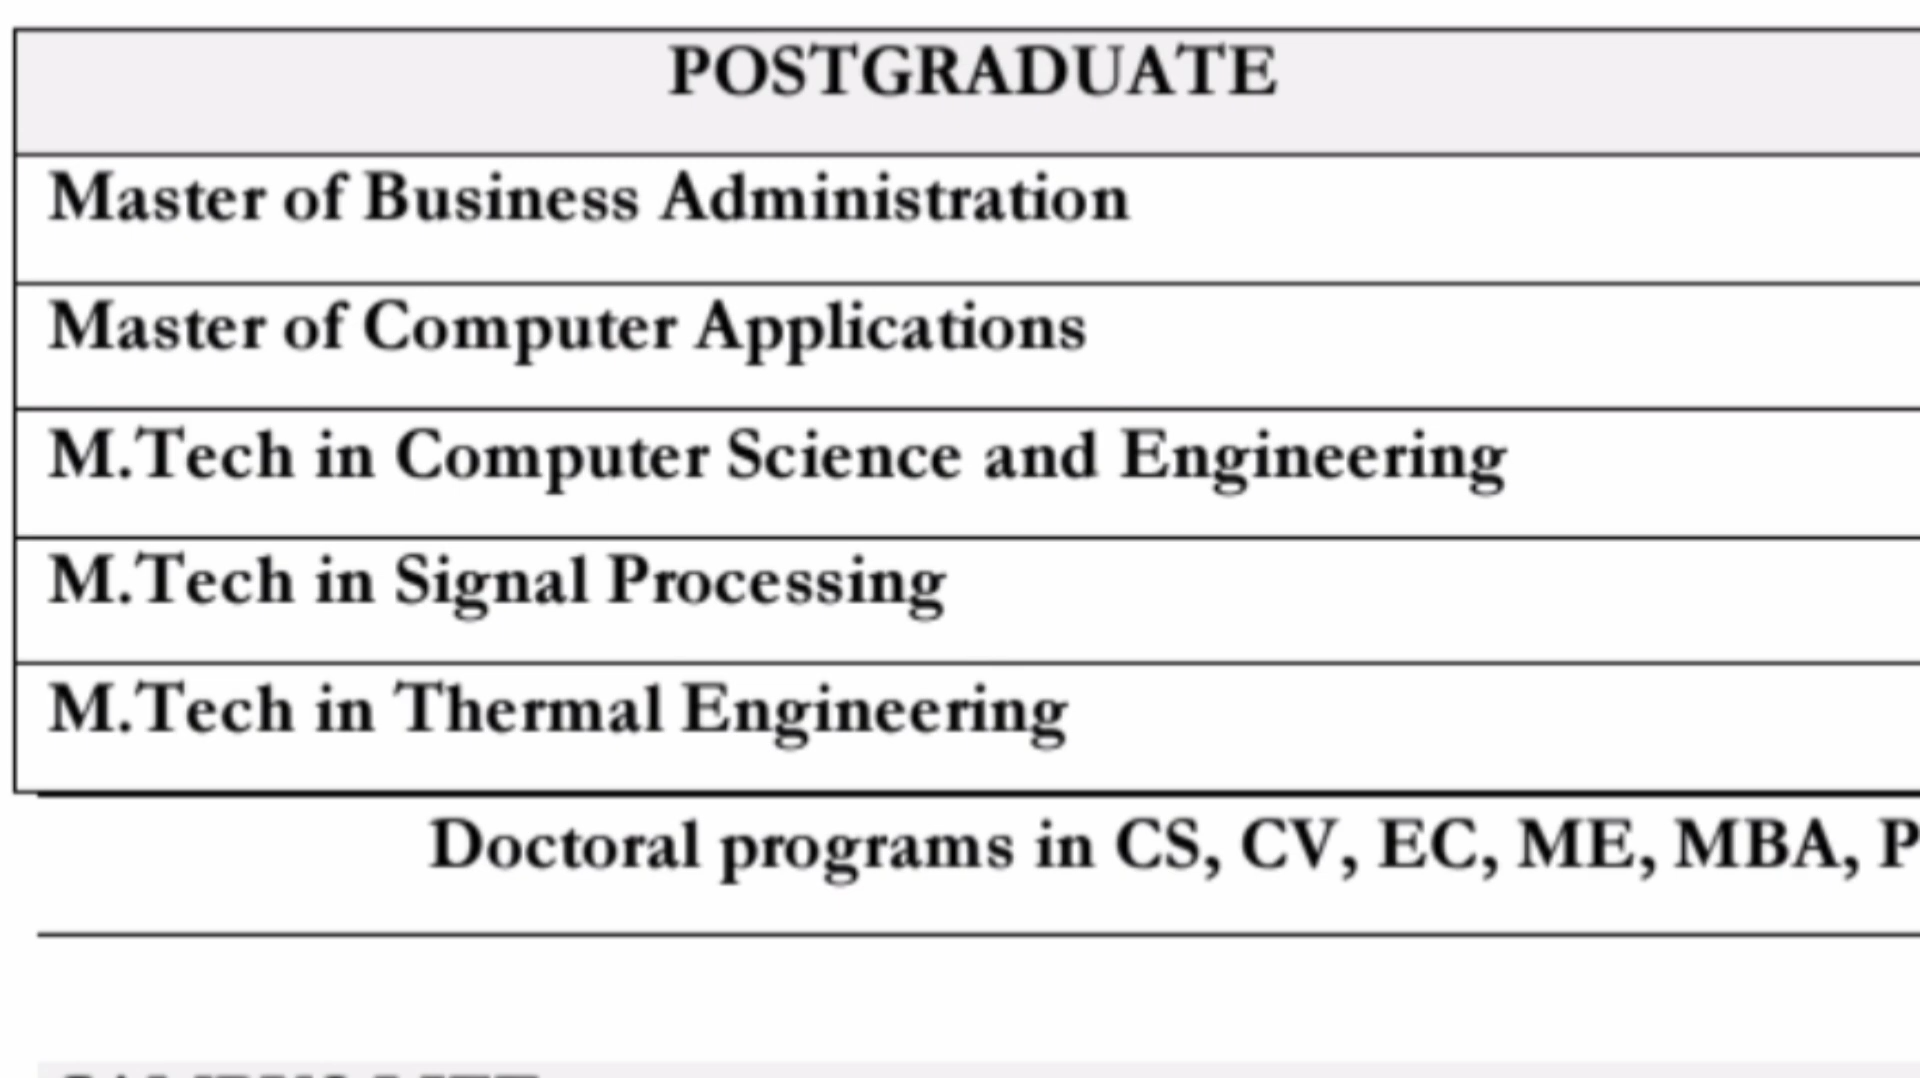 POSTGRADUATE
Master of Business Administration
Master of Computer Applications
M.Tech in Computer Science and Engineering
M.Tech in Signal Processing
M.Tech in Thermal Engineering
Doctoral programs in CS, CV, EC, ME, MBA,